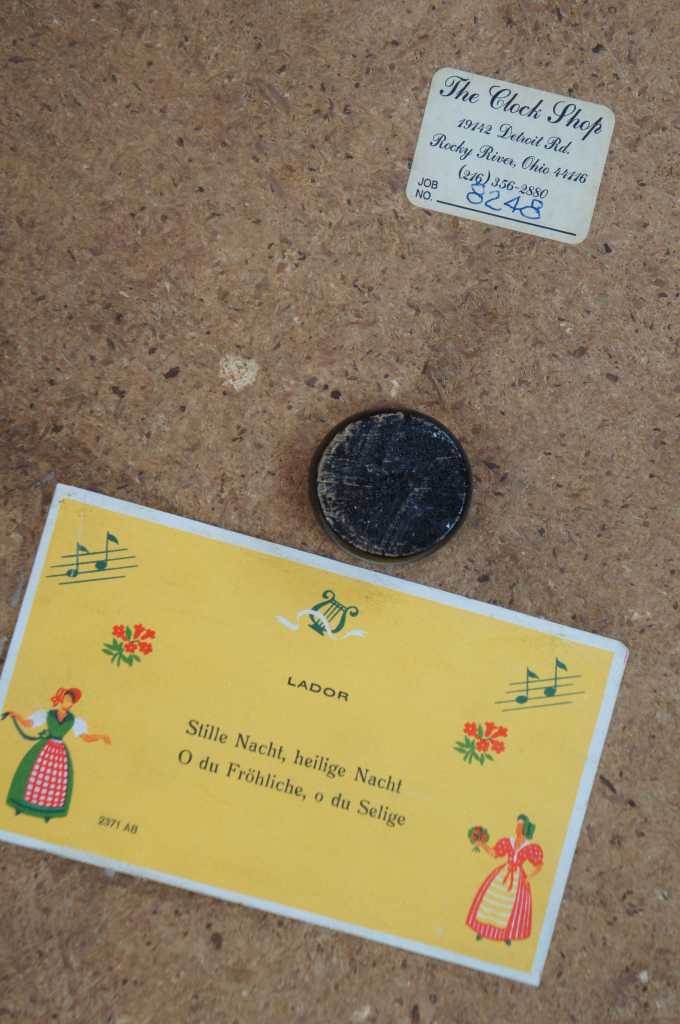 The Clock Shop
19142 Detroit Rd.
Rocky River, Ohio 44116
(216) 356-2880
JOB
NO. 8248
LADOR
Stille Nacht, heilige Nacht
O du Fröhliche, o du Selige
2371 AB